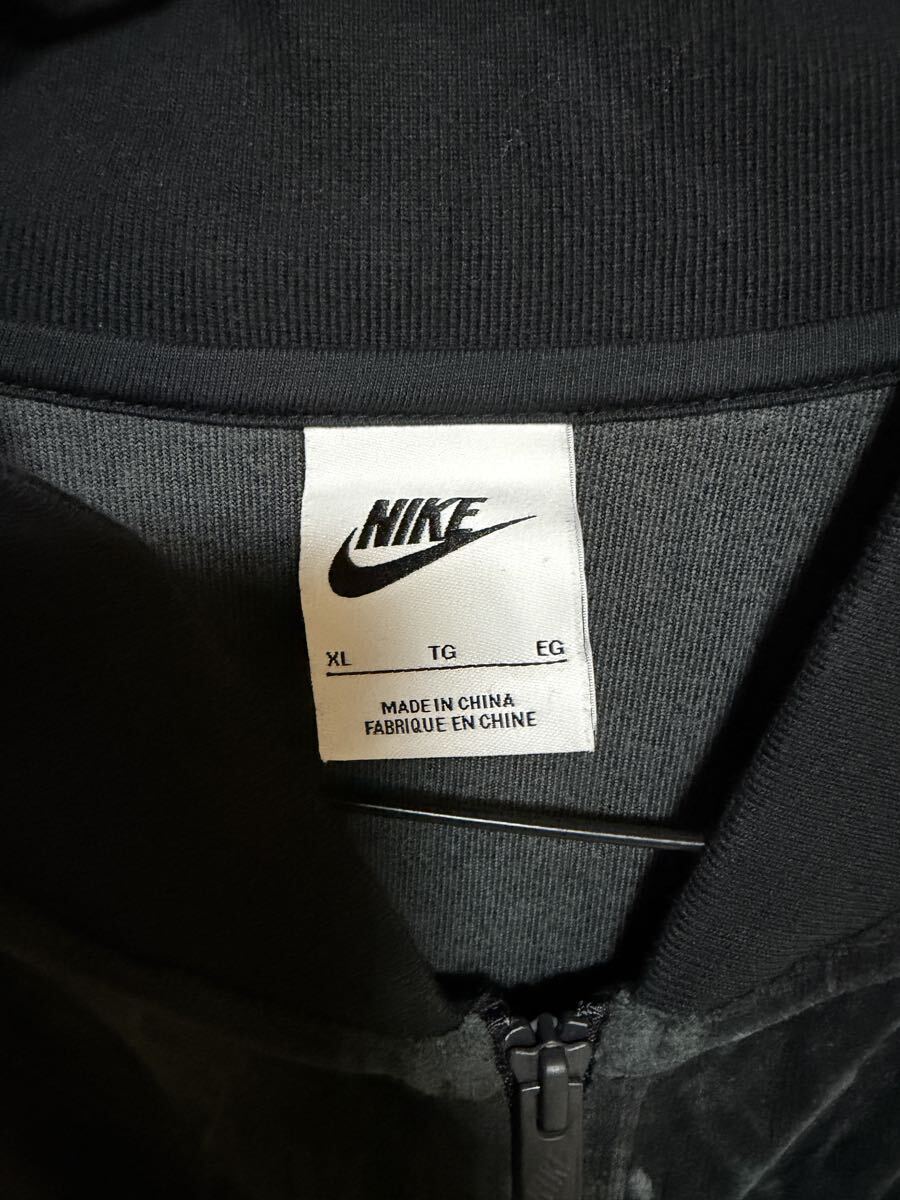 NIKE
XL TG EG
MADE IN CHINA
FABRIQUE EN CHINE